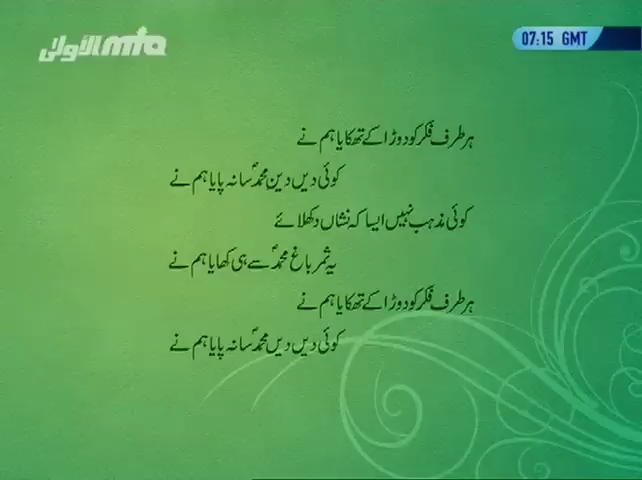 mta الأولى
07:15 GMT
ہر طرف فکر کو دوڑا کے تھکایا ہم نے
کوئی دیں دینِ محمدؐ سا نہ پایا ہم نے
کوئی مذہب نہیں ایسا کہ نشاں دکھلائے
یہ ثمر باغِ محمدؐ سے ہی کھایا ہم نے
ہر طرف فکر کو دوڑا کے تھکایا ہم نے
کوئی دیں دیں محمدؐ سا نہ پایا ہم نے